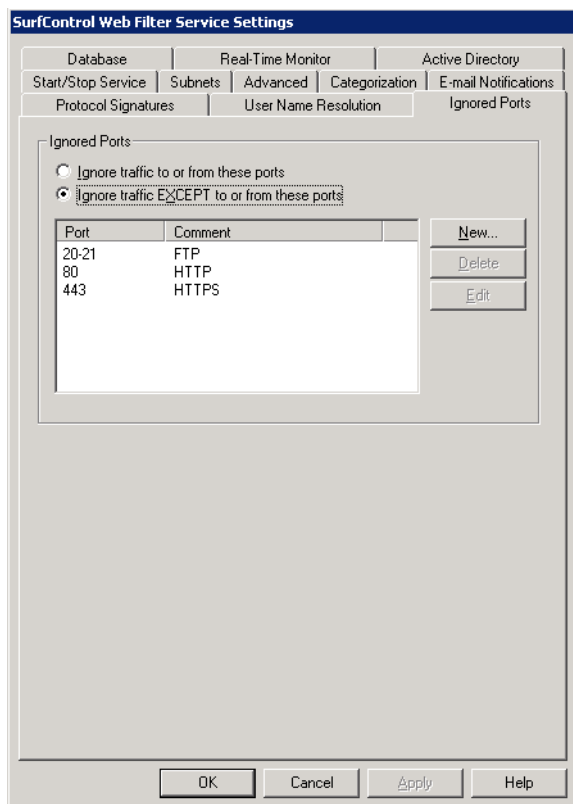 SurfControl Web Filter Service Settings
Database Real-Time Monitor Active Directory
Start/Stop Service Subnets Advanced Categorization E-mail Notifications
Protocol Signatures User Name Resolution Ignored Ports
Ignored Ports
Ignore traffic to or from these ports
Ignore traffic EXCEPT to or from these ports
Port Comment
20-21 FTP
80 HTTP
443 HTTPS
New...
Delete
Edit
OK Cancel Apply Help